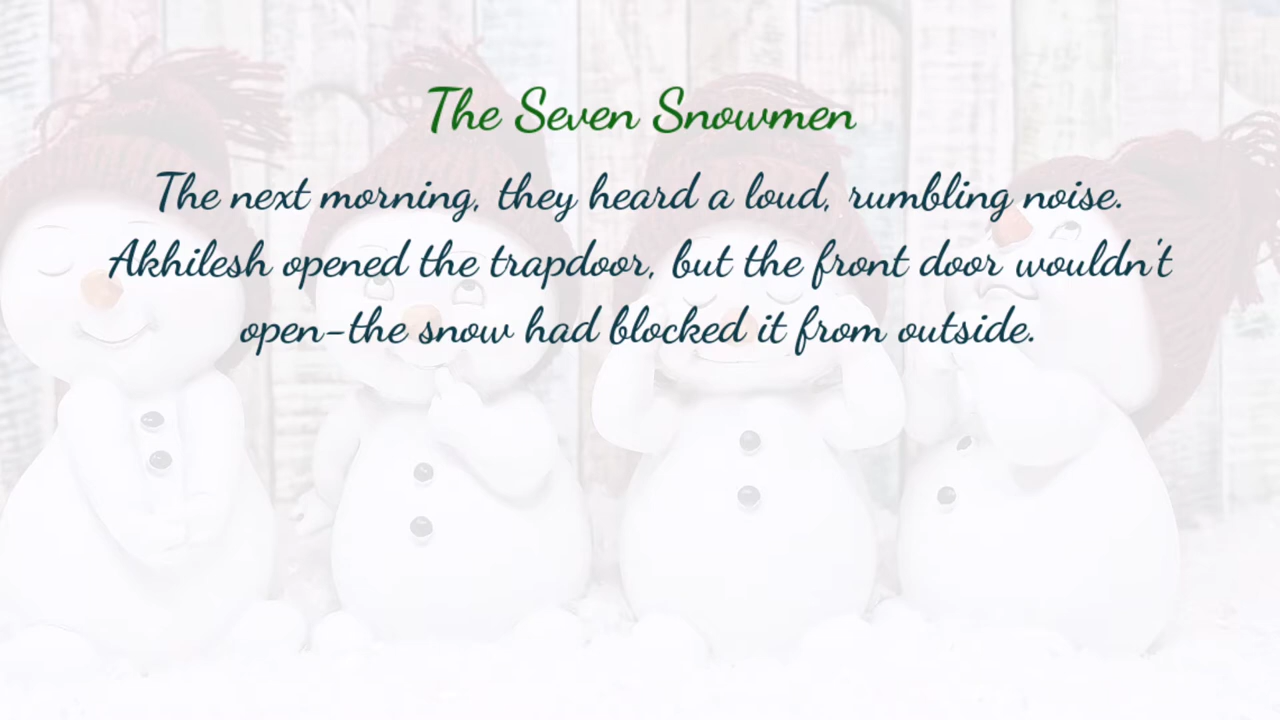 The Seven Snowmen
The next morning, they heard a loud, rumbling noise.
Akhilesh opened the trapdoor, but the front door wouldn't
open-the snow had blocked it from outside.